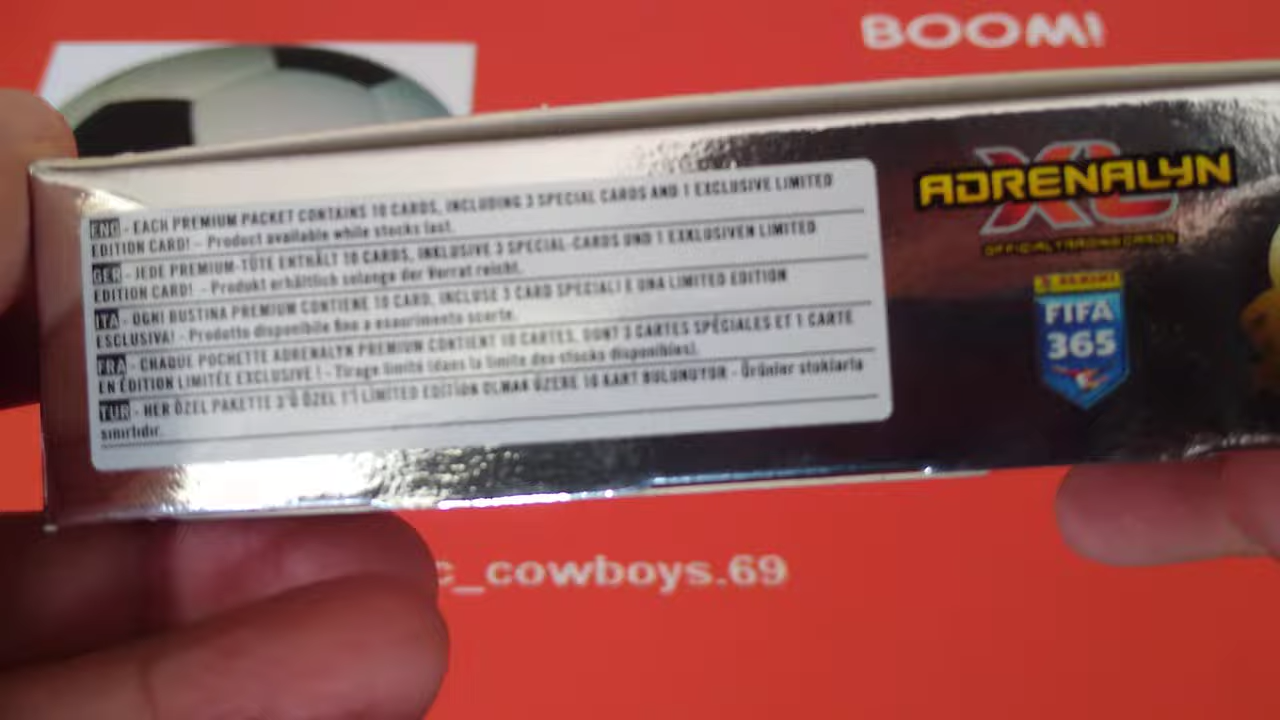 BOOM!
ENG - EACH PREMIUM PACKET CONTAINS 10 CARDS, INCLUDING 3 SPECIAL CARDS AND 1 EXCLUSIVE LIMITED
EDITION CARD! - Product available while stocks last.
GER - JEDE PREMIUM-TÜTE ENTHÄLT 10 CARDS, INKLUSIVE 3 SPECIAL-CARDS UND 1 EXKLUSIVEN LIMITED
EDITION CARD! - Produkt erhältlich solange der Vorrat reicht.
ITA - OGNI BUSTINA PREMIUM CONTIENE 10 CARD, INCLUSE 3 CARD SPECIALI E UNA LIMITED EDITION
ESCLUSIVA! - Prodotto disponibile fino a esaurimento scorte.
FRA - CHAQUE POCHETTE ADRENALYN PREMIUM CONTIENT 10 CARTES, DONT 3 CARTES SPÉCIALES ET 1 CARTE
EN ÉDITION LIMITÉE EXCLUSIVE ! - Tirage limité (dans la limite des stocks disponibles).
TUR - HER ÖZEL PAKETTE 3'Ü ÖZEL 1'İ LIMITED EDITION OLMAK ÜZERE 10 KART BULUNUYOR - Ürünler stoklarla
sınırlıdır.
ADRENALYN
XL
OFFICIAL TRADING CARDS
PANINI
FIFA
365
c_cowboys.69